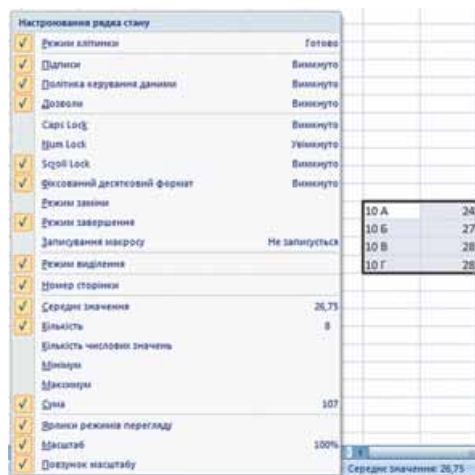 Настроювання рядка стану
Режим клітинки Готово
Підписи Вимкнуто
Політика керування даними Вимкнуто
Дозволи Вимкнуто
Caps Lock Вимкнуто
Num Lock Увімкнуто
Scroll Lock Вимкнуто
Фіксований десятковий формат Вимкнуто
Режим заміни
Режим завершення
Записування макросу Не записується
Режим виділення
Номер сторінки
Середнє значення 26,75
Кількість 8
Кількість числових значень
Мінімум
Максимум
Сума 107
Ярлики режимів перегляду
Масштаб 100%
Повзунок масштабу
10 А 24
10 Б 27
10 В 28
10 Г 28
Середнє значення: 26,75